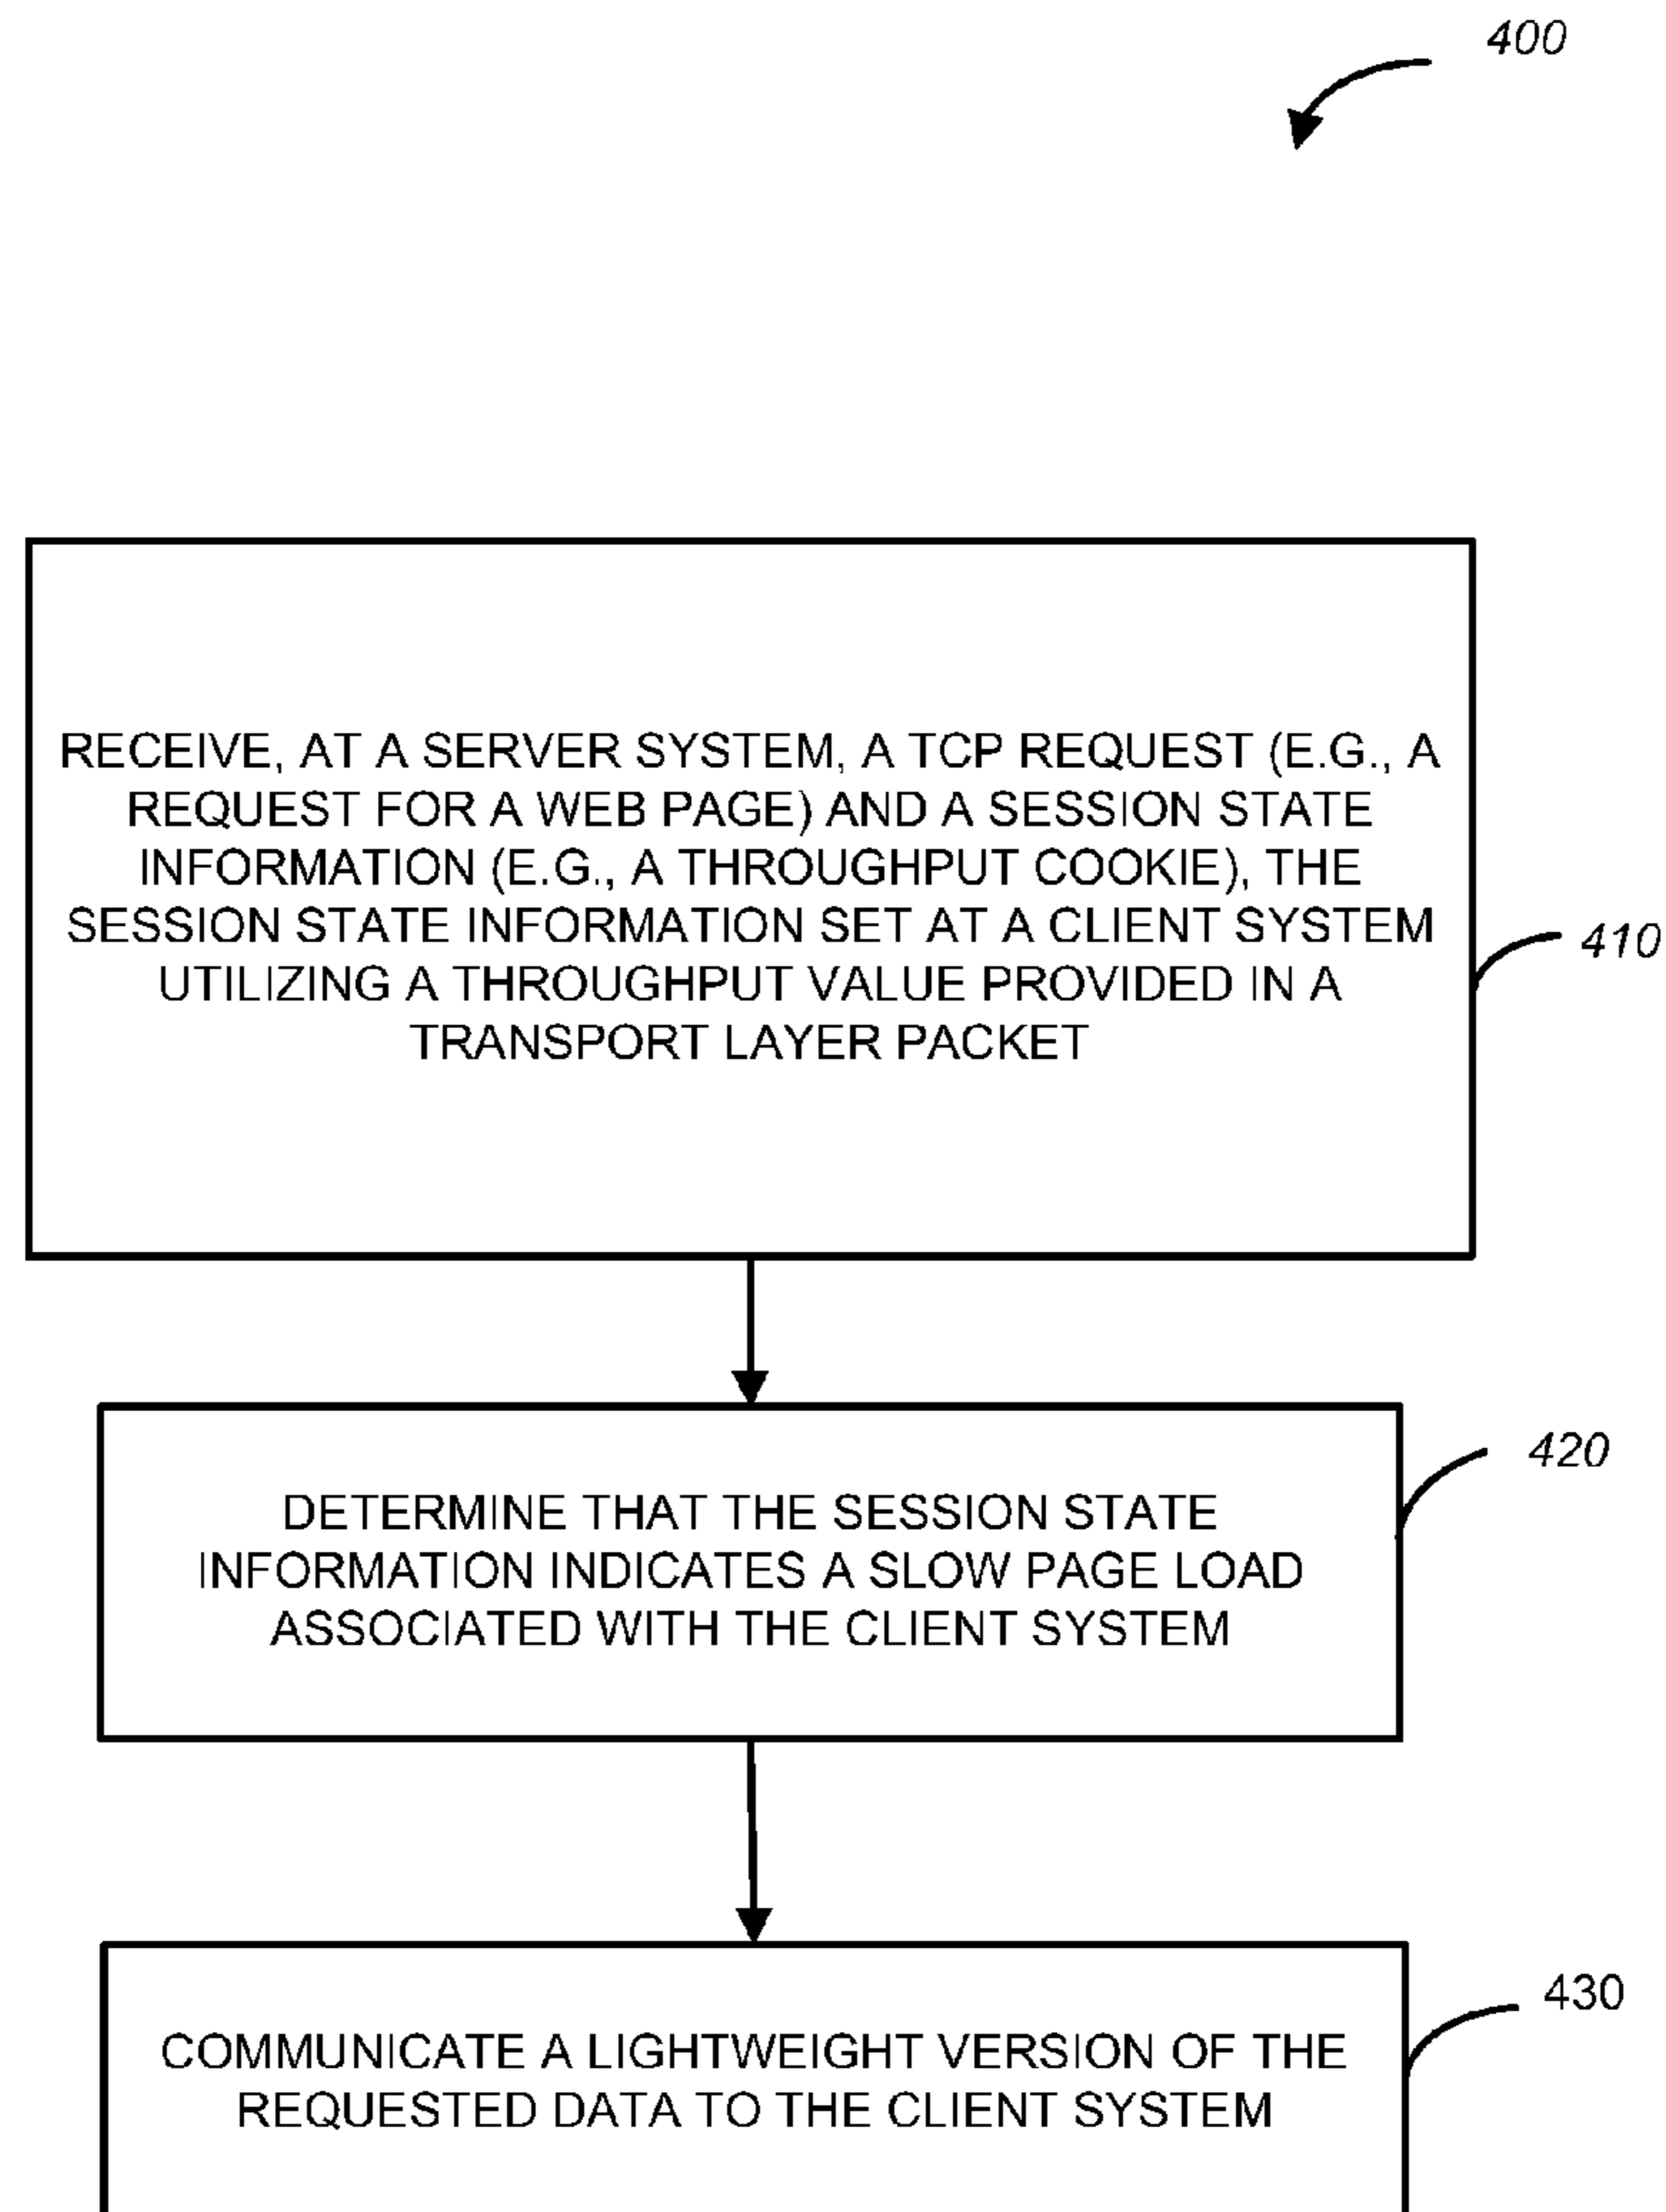 400
RECEIVE, AT A SERVER SYSTEM, A TCP REQUEST (E.G., A
REQUEST FOR A WEB PAGE) AND A SESSION STATE
INFORMATION (E.G., A THROUGHPUT COOKIE), THE
SESSION STATE INFORMATION SET AT A CLIENT SYSTEM
UTILIZING A THROUGHPUT VALUE PROVIDED IN A
TRANSPORT LAYER PACKET
410
DETERMINE THAT THE SESSION STATE
INFORMATION INDICATES A SLOW PAGE LOAD
ASSOCIATED WITH THE CLIENT SYSTEM
420
COMMUNICATE A LIGHTWEIGHT VERSION OF THE
REQUESTED DATA TO THE CLIENT SYSTEM
430